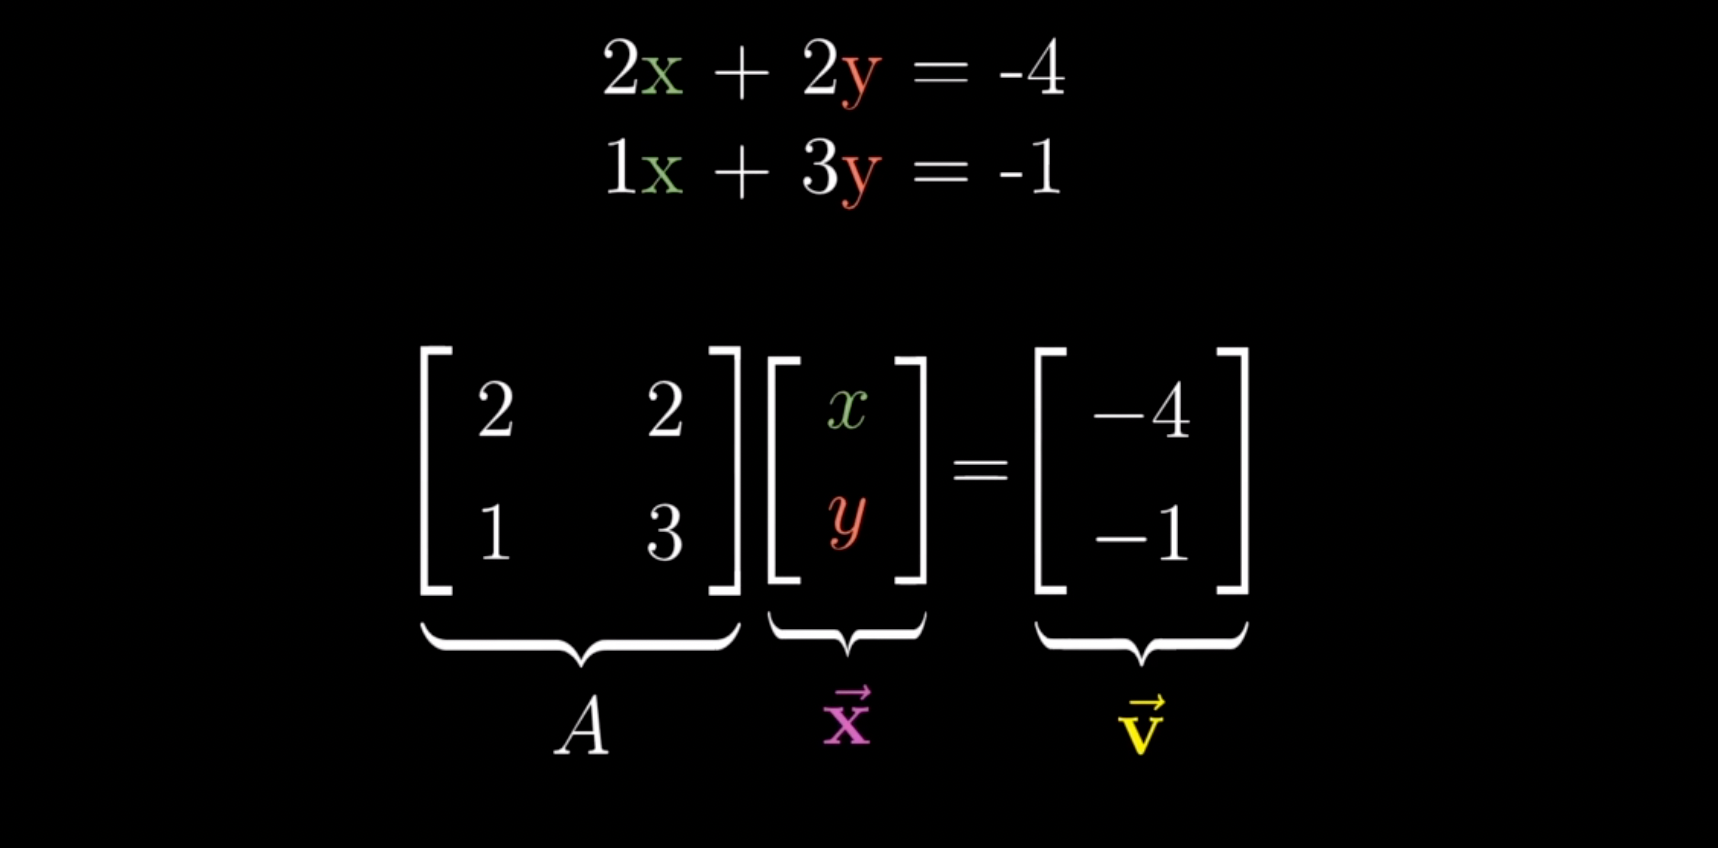 2x + 2y = -4
1x + 3y = -1
2 2 x −4
1 3 y −1
=
A x⃗ v⃗